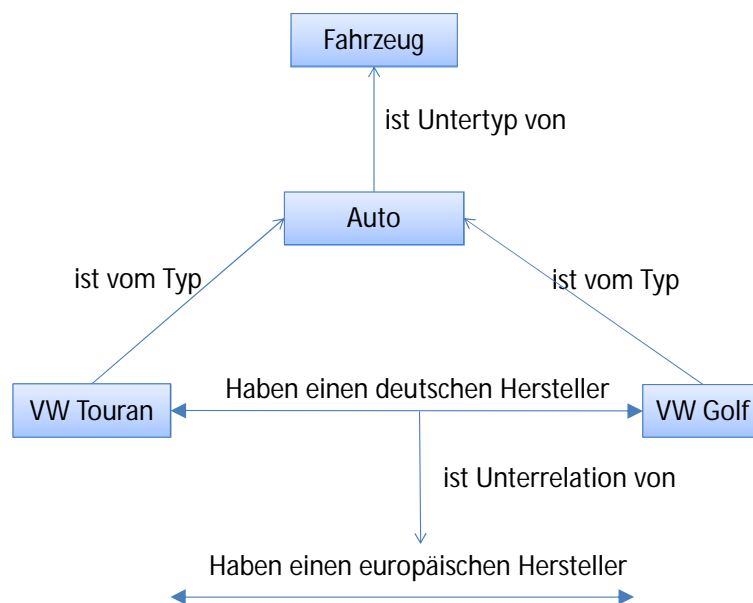 Fahrzeug
ist Untertyp von
Auto
ist vom Typ
ist vom Typ
Haben einen deutschen Hersteller
VW Touran
VW Golf
ist Unterrelation von
Haben einen europäischen Hersteller